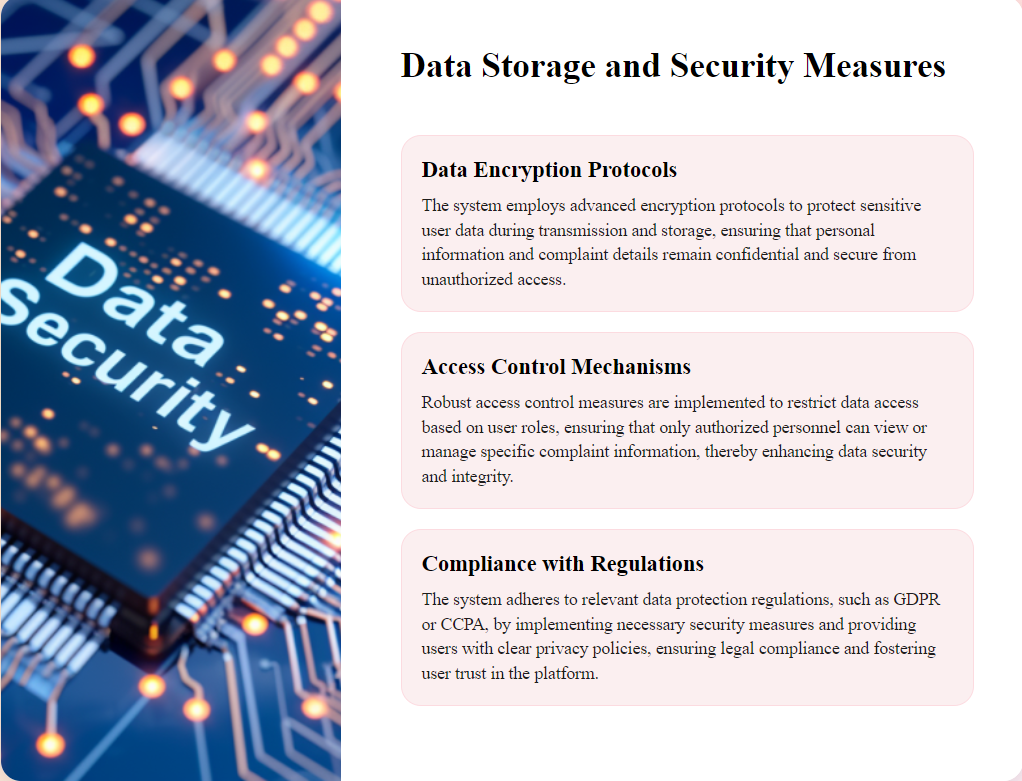 Data
Security
Data Storage and Security Measures
Data Encryption Protocols
The system employs advanced encryption protocols to protect sensitive
user data during transmission and storage, ensuring that personal
information and complaint details remain confidential and secure from
unauthorized access.
Access Control Mechanisms
Robust access control measures are implemented to restrict data access
based on user roles, ensuring that only authorized personnel can view or
manage specific complaint information, thereby enhancing data security
and integrity.
Compliance with Regulations
The system adheres to relevant data protection regulations, such as GDPR
or CCPA, by implementing necessary security measures and providing
users with clear privacy policies, ensuring legal compliance and fostering
user trust in the platform.